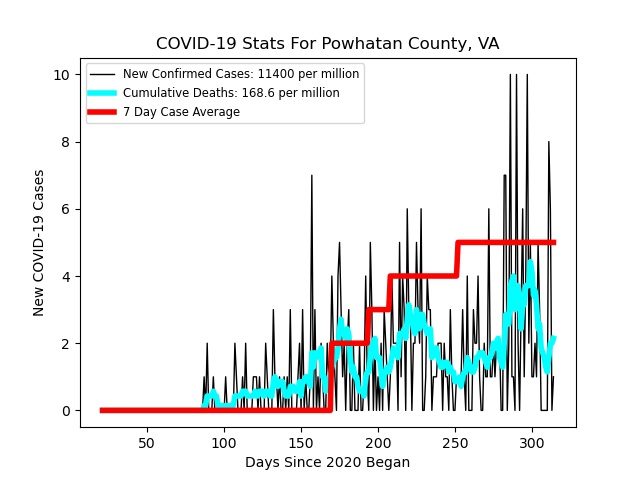 COVID-19 Stats For Powhatan County, VA
New Confirmed Cases: 11400 per million
Cumulative Deaths: 168.6 per million
7 Day Case Average
New COVID-19 Cases
10
8
6
4
2
0
50 100 150 200 250 300
Days Since 2020 Began